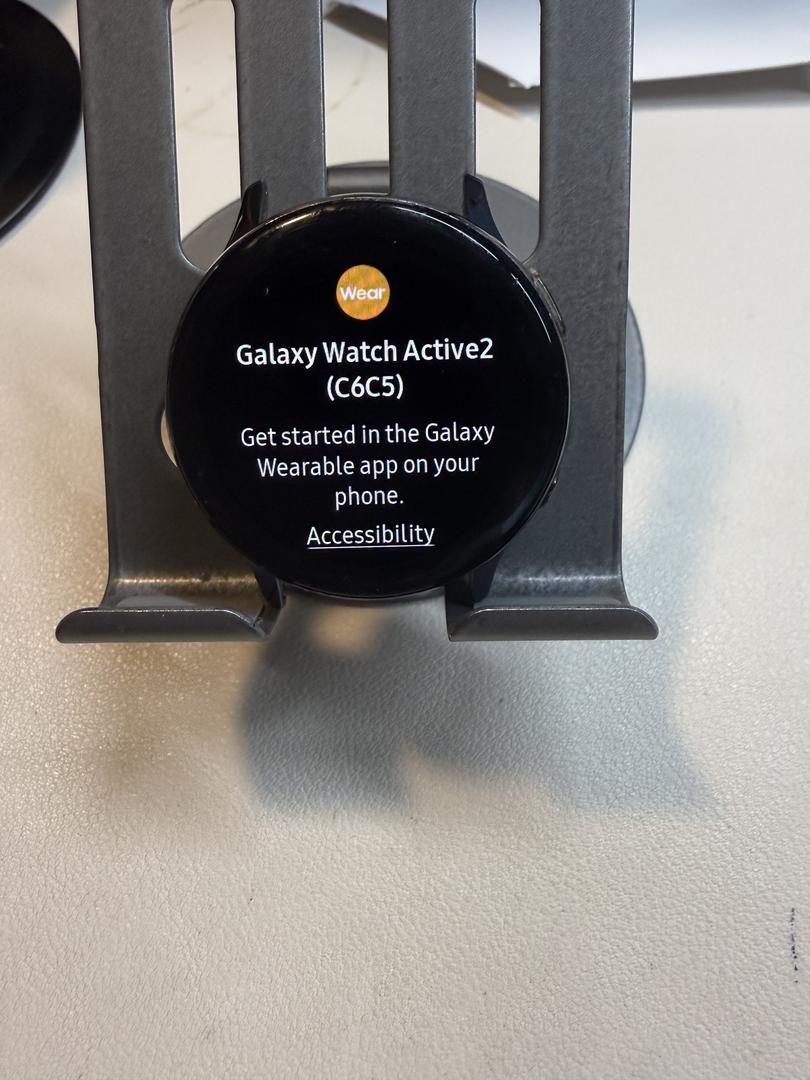 Wear
Galaxy Watch Active2
(C6C5)
Get started in the Galaxy
Wearable app on your
phone.
Accessibility